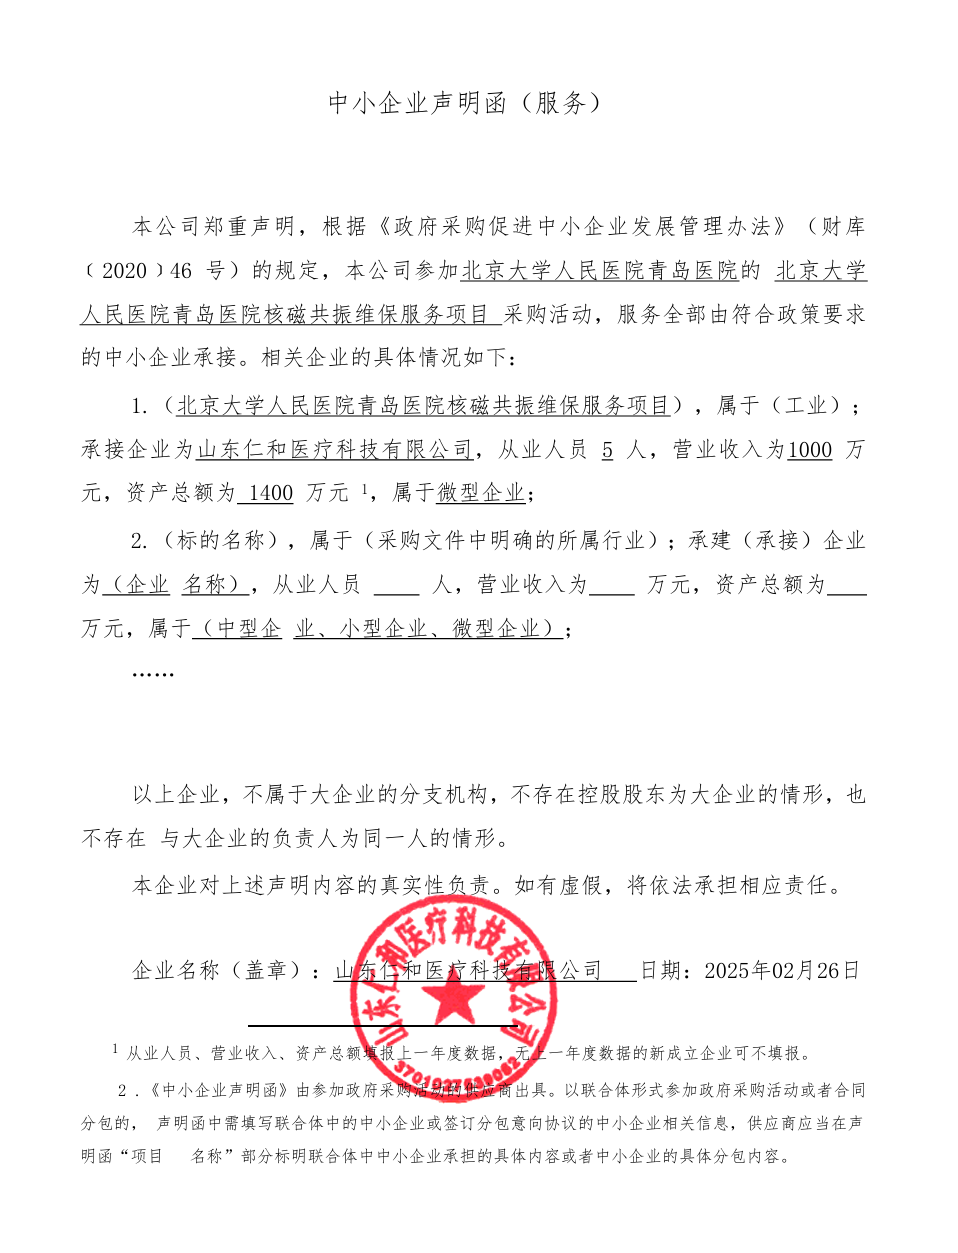 中小企业声明函（服务）
本公司郑重声明，根据《政府采购促进中小企业发展管理办法》（财库
﹝2020﹞46 号）的规定，本公司参加北京大学人民医院青岛医院的 北京大学
人民医院青岛医院核磁共振维保服务项目 采购活动，服务全部由符合政策要求
的中小企业承接。相关企业的具体情况如下：
1.（北京大学人民医院青岛医院核磁共振维保服务项目），属于（工业）；
承接企业为山东仁和医疗科技有限公司，从业人员 5 人，营业收入为1000 万
元，资产总额为 1400 万元 1，属于微型企业；
2.（标的名称），属于（采购文件中明确的所属行业）；承建（承接）企业
为（企业 名称），从业人员 ____ 人，营业收入为____ 万元，资产总额为____
万元，属于（中型企 业、小型企业、微型企业）；
……
以上企业，不属于大企业的分支机构，不存在控股股东为大企业的情形，也
不存在 与大企业的负责人为同一人的情形。
本企业对上述声明内容的真实性负责。如有虚假，将依法承担相应责任。
企业名称（盖章）：山东仁和医疗科技有限公司 日期：2025年02月26日
山东仁和医疗科技有限公司
1 从业人员、营业收入、资产总额填报上一年度数据，无上一年度数据的新成立企业可不填报。
2 .《中小企业声明函》由参加政府采购活动的供应商出具。以联合体形式参加政府采购活动或者合同
分包的， 声明函中需填写联合体中的中小企业或签订分包意向协议的中小企业相关信息，供应商应当在声
明函“项目 名称”部分标明联合体中中小企业承担的具体内容或者中小企业的具体分包内容。